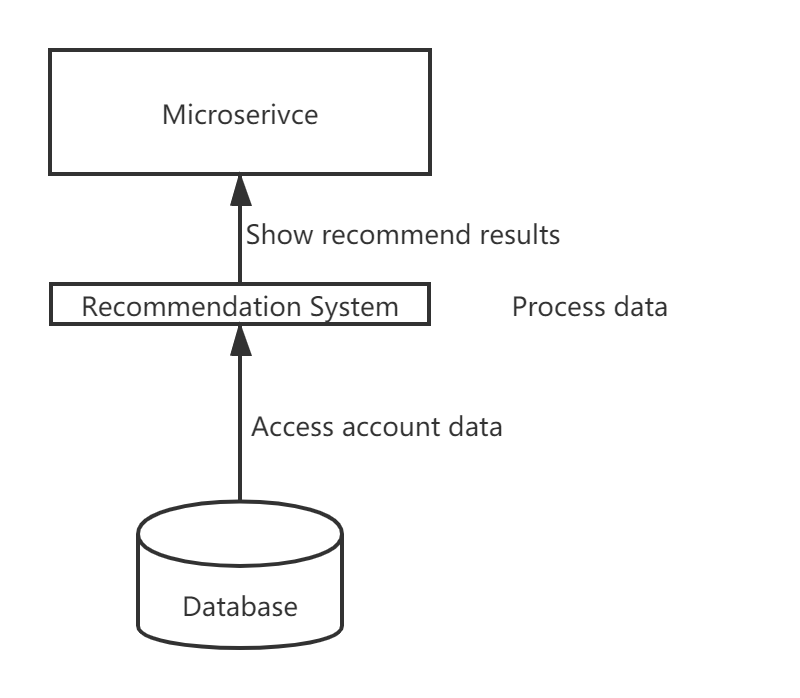 Microserivce
Show recommend results
Recommendation System
Process data
Access account data
Database